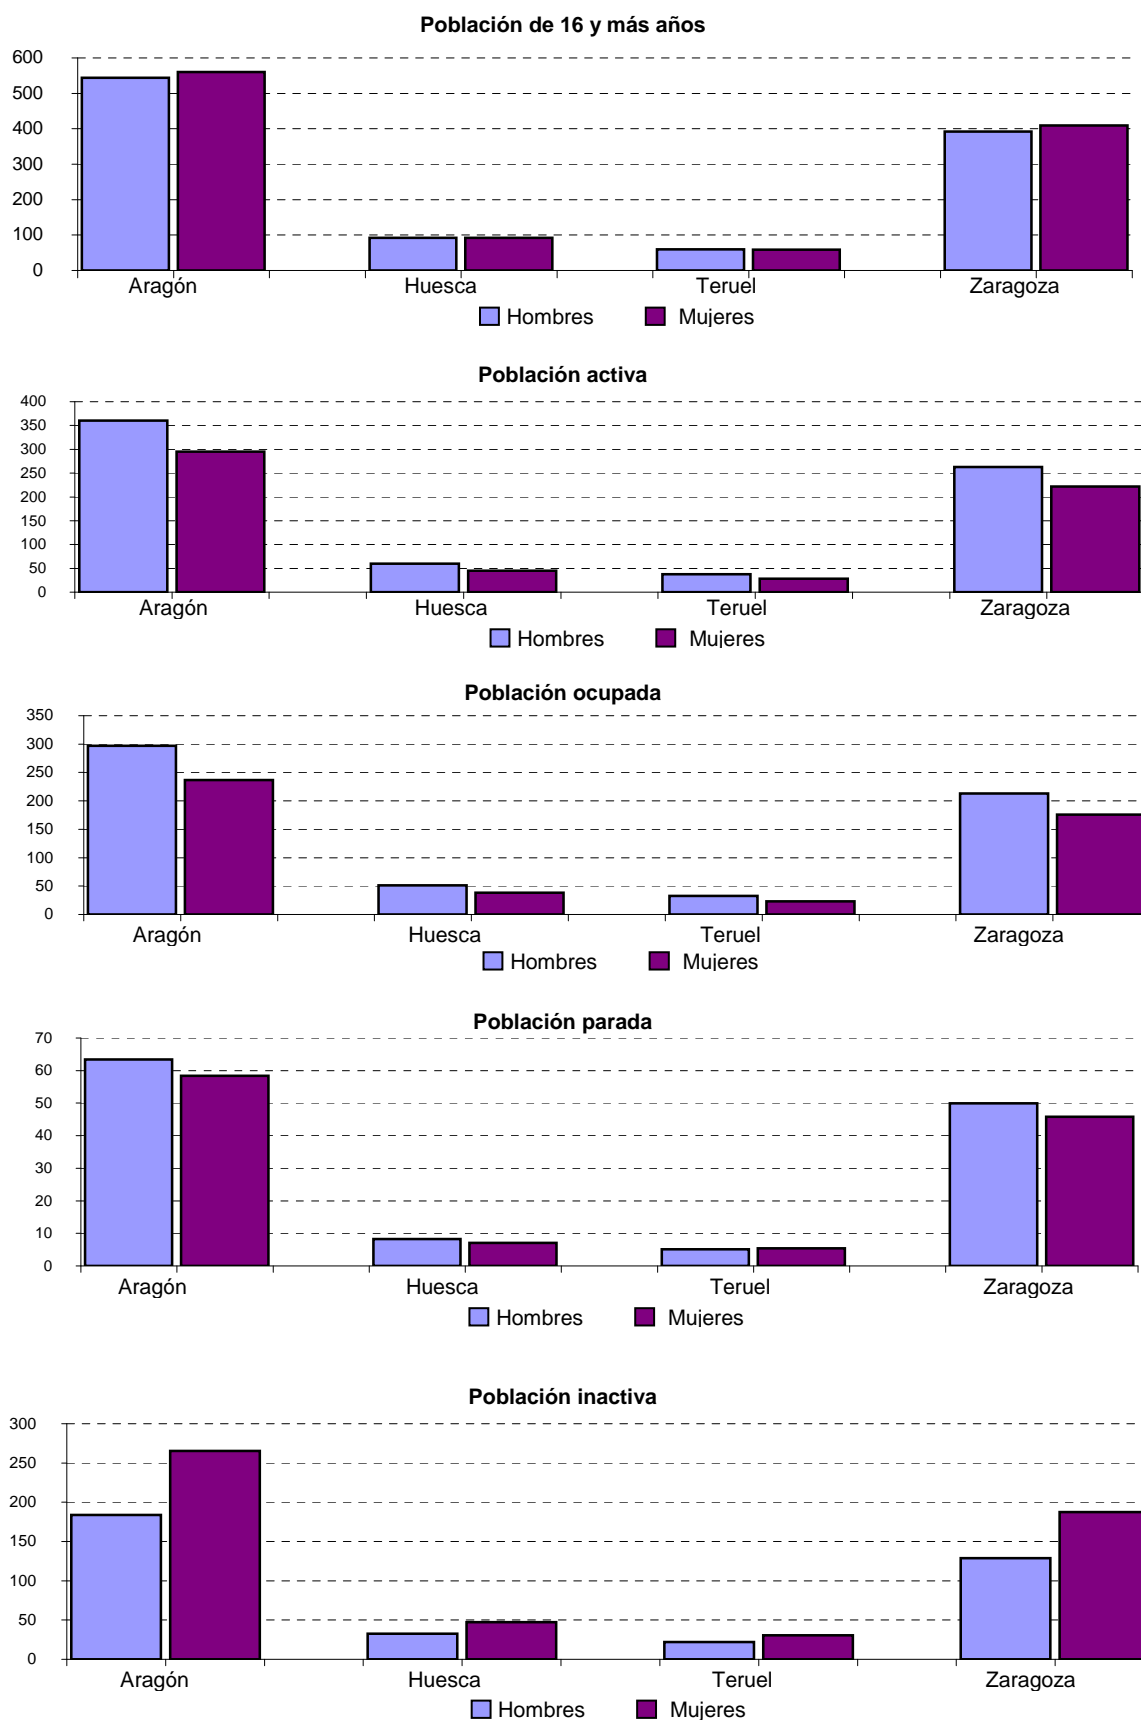 Población de 16 y más años
600
500
400
300
200
100
0
Aragón Huesca Teruel Zaragoza
Hombres Mujeres
Población activa
400
350
300
250
200
150
100
50
0
Aragón Huesca Teruel Zaragoza
Hombres Mujeres
Población ocupada
350
300
250
200
150
100
50
0
Aragón Huesca Teruel Zaragoza
Hombres Mujeres
Población parada
70
60
50
40
30
20
10
0
Aragón Huesca Teruel Zaragoza
Hombres Mujeres
Población inactiva
300
250
200
150
100
50
0
Aragón Huesca Teruel Zaragoza
Hombres Mujeres